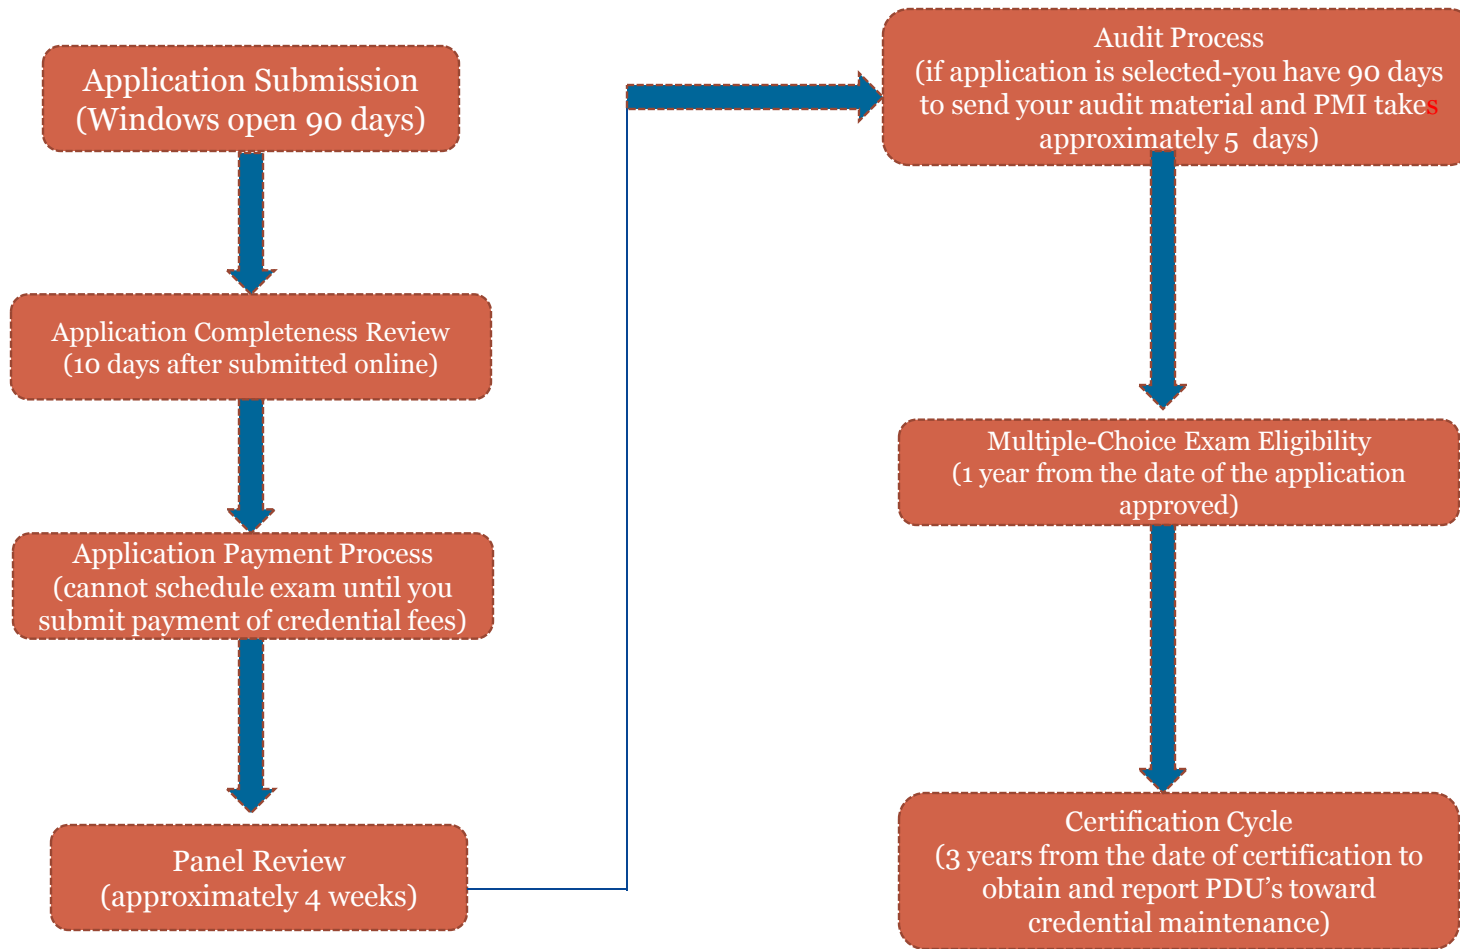 Application Submission
(Windows open 90 days)
Application Completeness Review
(10 days after submitted online)
Application Payment Process
(cannot schedule exam until you
submit payment of credential fees)
Panel Review
(approximately 4 weeks)
Audit Process
(if application is selected-you have 90 days
to send your audit material and PMI takes
approximately 5  days)
Multiple-Choice Exam Eligibility
(1 year from the date of the application
approved)
Certification Cycle
(3 years from the date of certification to
obtain and report PDU’s toward
credential maintenance)